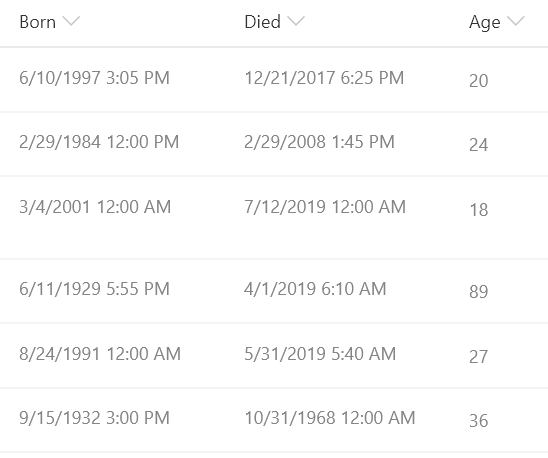 Born Died Age
6/10/1997 3:05 PM 12/21/2017 6:25 PM 20
2/29/1984 12:00 PM 2/29/2008 1:45 PM 24
3/4/2001 12:00 AM 7/12/2019 12:00 AM 18
6/11/1929 5:55 PM 4/1/2019 6:10 AM 89
8/24/1991 12:00 AM 5/31/2019 5:40 AM 27
9/15/1932 3:00 PM 10/31/1968 12:00 AM 36